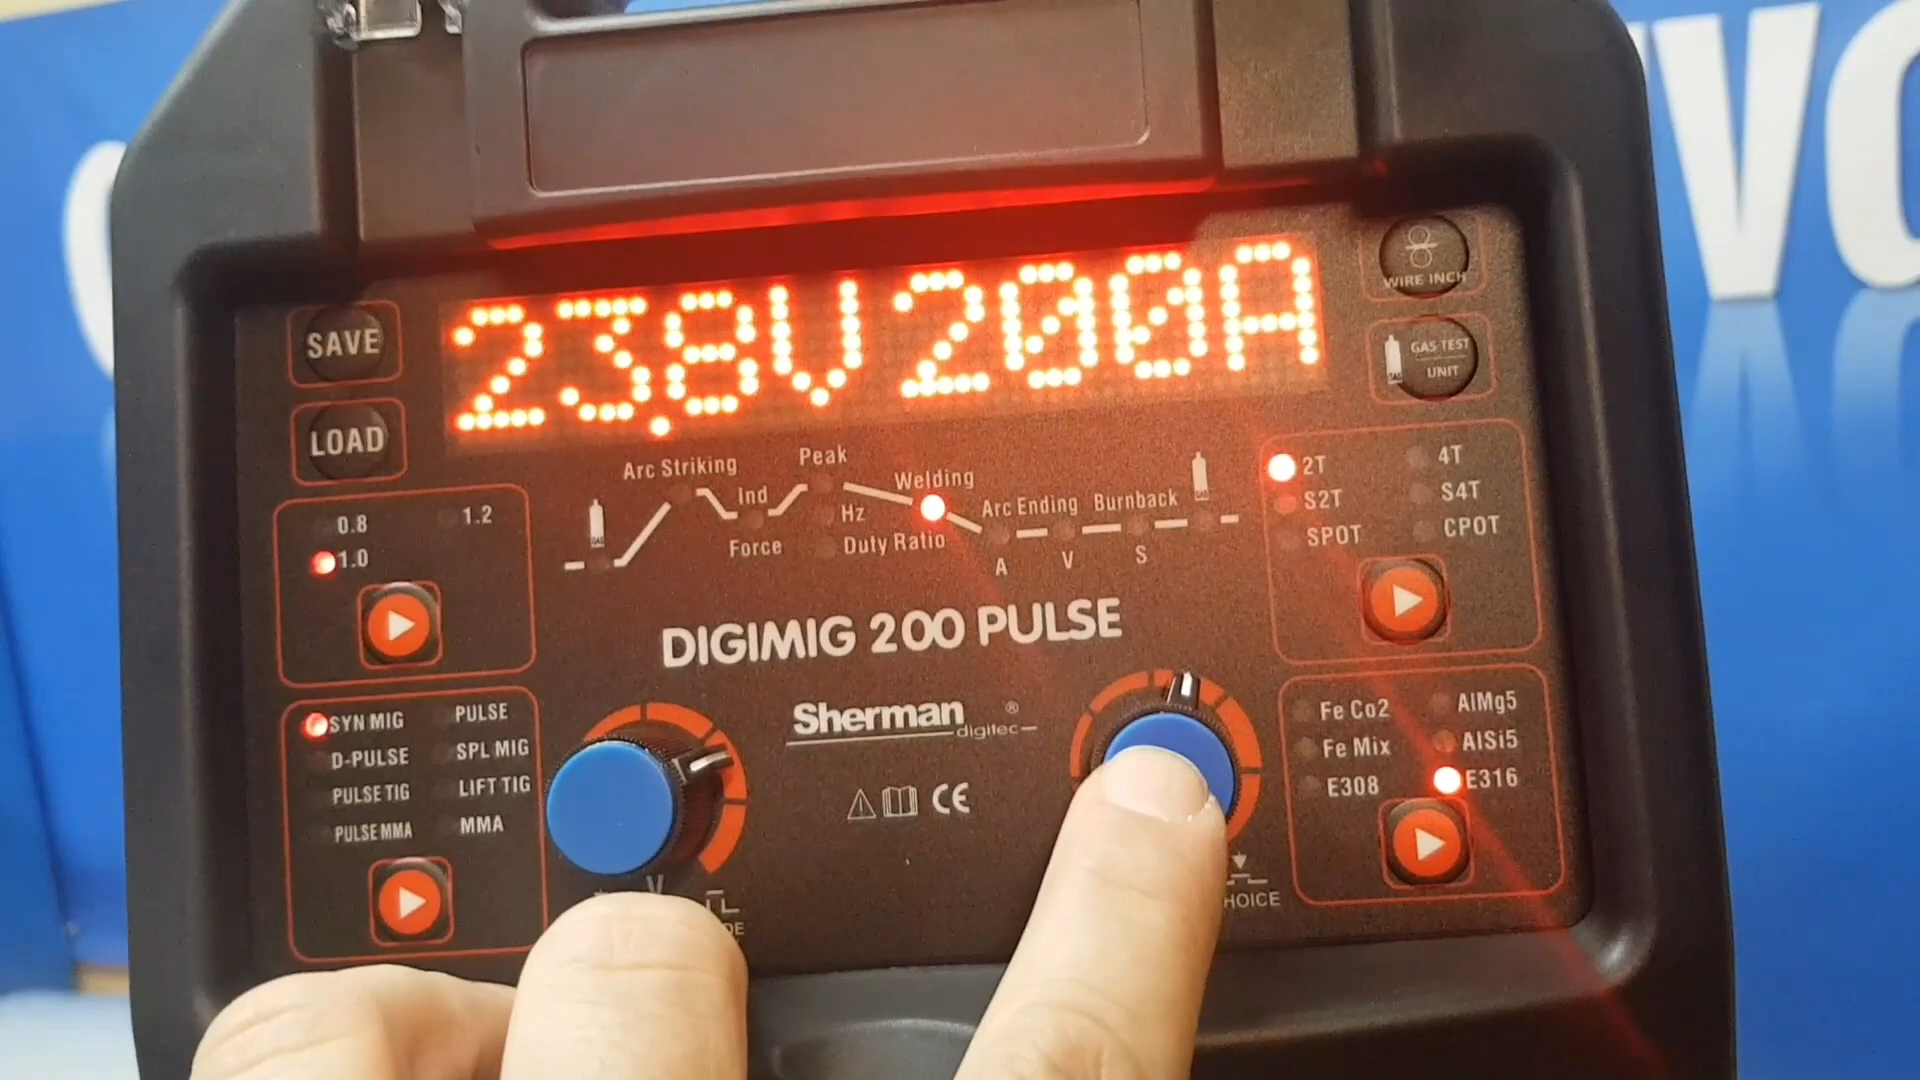 VO
23.8V 200A
WIRE INCH
SAVE
GAS TEST
UNIT
LOAD
Arc Striking
Peak
Welding
Ind
Hz
Arc Ending
Burnback
Force
Duty Ratio
A
V
S
0.8
1.2
1.0
2T
4T
S2T
S4T
SPOT
CPOT
DIGIMIG 200 PULSE
Sherman ®
digitec
SYN MIG
PULSE
D-PULSE
SPL MIG
PULSE TIG
LIFT TIG
PULSE MMA
MMA
Fe Co2
AlMg5
Fe Mix
AlSi5
E308
E316
CE
V